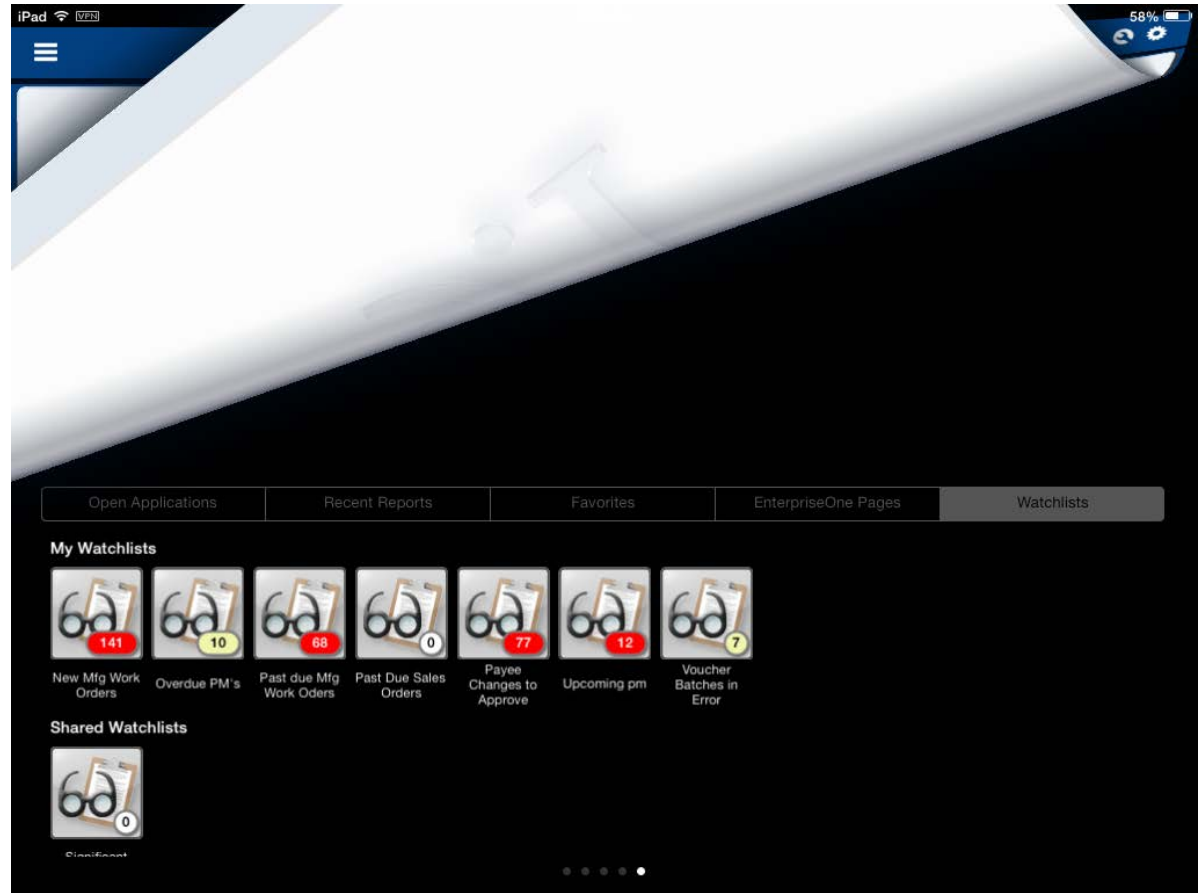 iPad VPN 58%
Open Applications Recent Reports Favorites EnterpriseOne Pages Watchlists
My Watchlists
141 10 68 0 77 12 7
New Mfg Work Orders
Overdue PM's
Past due Mfg Work Oders
Past Due Sales Orders
Payee Changes to Approve
Upcoming pm
Voucher Batches in Error
Shared Watchlists
0
Significant